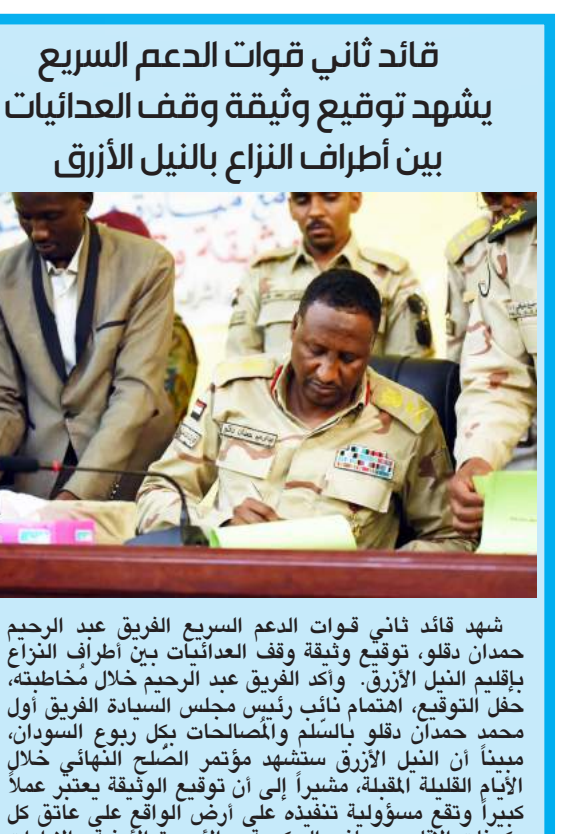 قائد ثاني قوات الدعم السريع
يشهد توقيع وثيقة وقف العدائيات
بين أطراف النزاع بالنيل الأزرق
شهد قائد ثاني قوات الدعم السريع الفريق عبد الرحيم
حمدان دقلو، توقيع وثيقة وقف العدائيات بين أطراف النزاع
بإقليم النيل الأزرق. وأكد الفريق عبد الرحيم خلال مُخاطبته،
حفل التوقيع، اهتمام نائب رئيس مجلس السيادة الفريق أول
محمد حمدان دقلو بالسّلم والمُصالحات بكل ربوع السودان،
مبيناً أن النيل الأزرق ستشهد مؤتمر الصُّلح النهائي خلال
الأيام القليلة المقبلة، مشيراً إلى أن توقيع الوثيقة يعتبر عملاً
كبيراً وتقع مسؤولية تنفيذه على أرض الواقع على عاتق كل